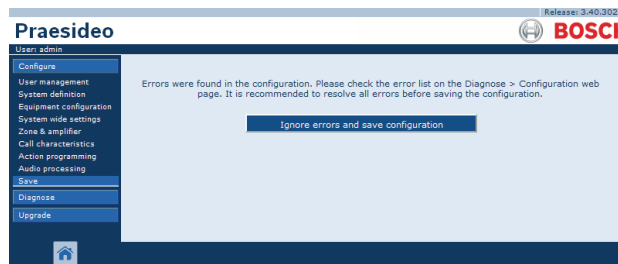 Release: 3.40.302
Praesideo
BOSCH
User: admin
Configure
User management
System definition
Equipment configuration
System wide settings
Zone & amplifier
Call characteristics
Action programming
Audio processing
Save
Diagnose
Upgrade
Errors were found in the configuration. Please check the error list on the Diagnose > Configuration web
page. It is recommended to resolve all errors before saving the configuration.
Ignore errors and save configuration